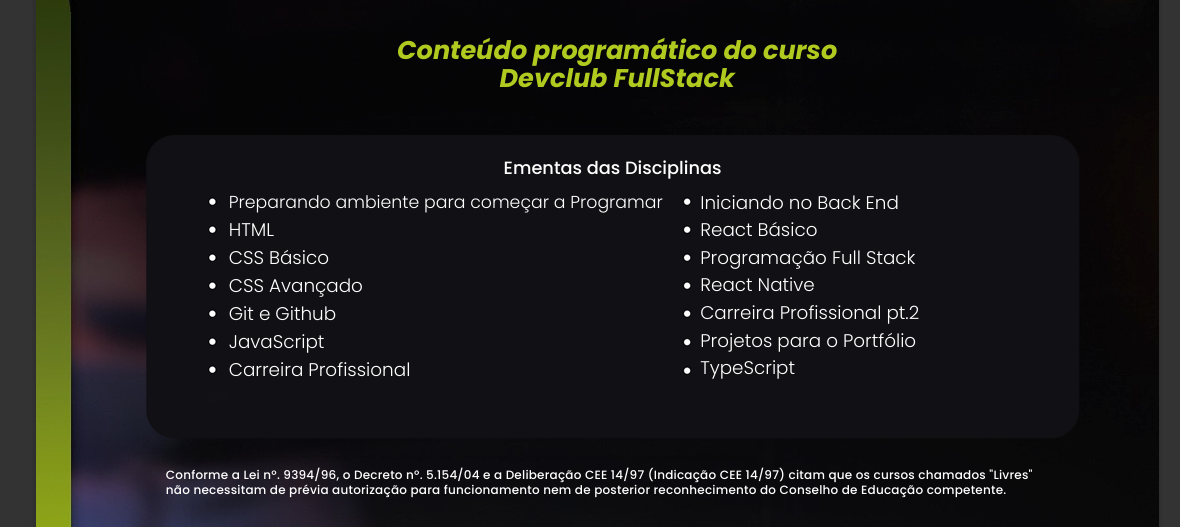 Conteúdo programático do curso
Devclub FullStack
Ementas das Disciplinas
• Preparando ambiente para começar a Programar
• HTML
• CSS Básico
• CSS Avançado
• Git e Github
• JavaScript
• Carreira Profissional
• Iniciando no Back End
• React Básico
• Programação Full Stack
• React Native
• Carreira Profissional pt.2
• Projetos para o Portfólio
• TypeScript
Conforme a Lei nº. 9394/96, o Decreto nº. 5.154/04 e a Deliberação CEE 14/97 (Indicação CEE 14/97) citam que os cursos chamados "Livres"
não necessitam de prévia autorização para funcionamento nem de posterior reconhecimento do Conselho de Educação competente.